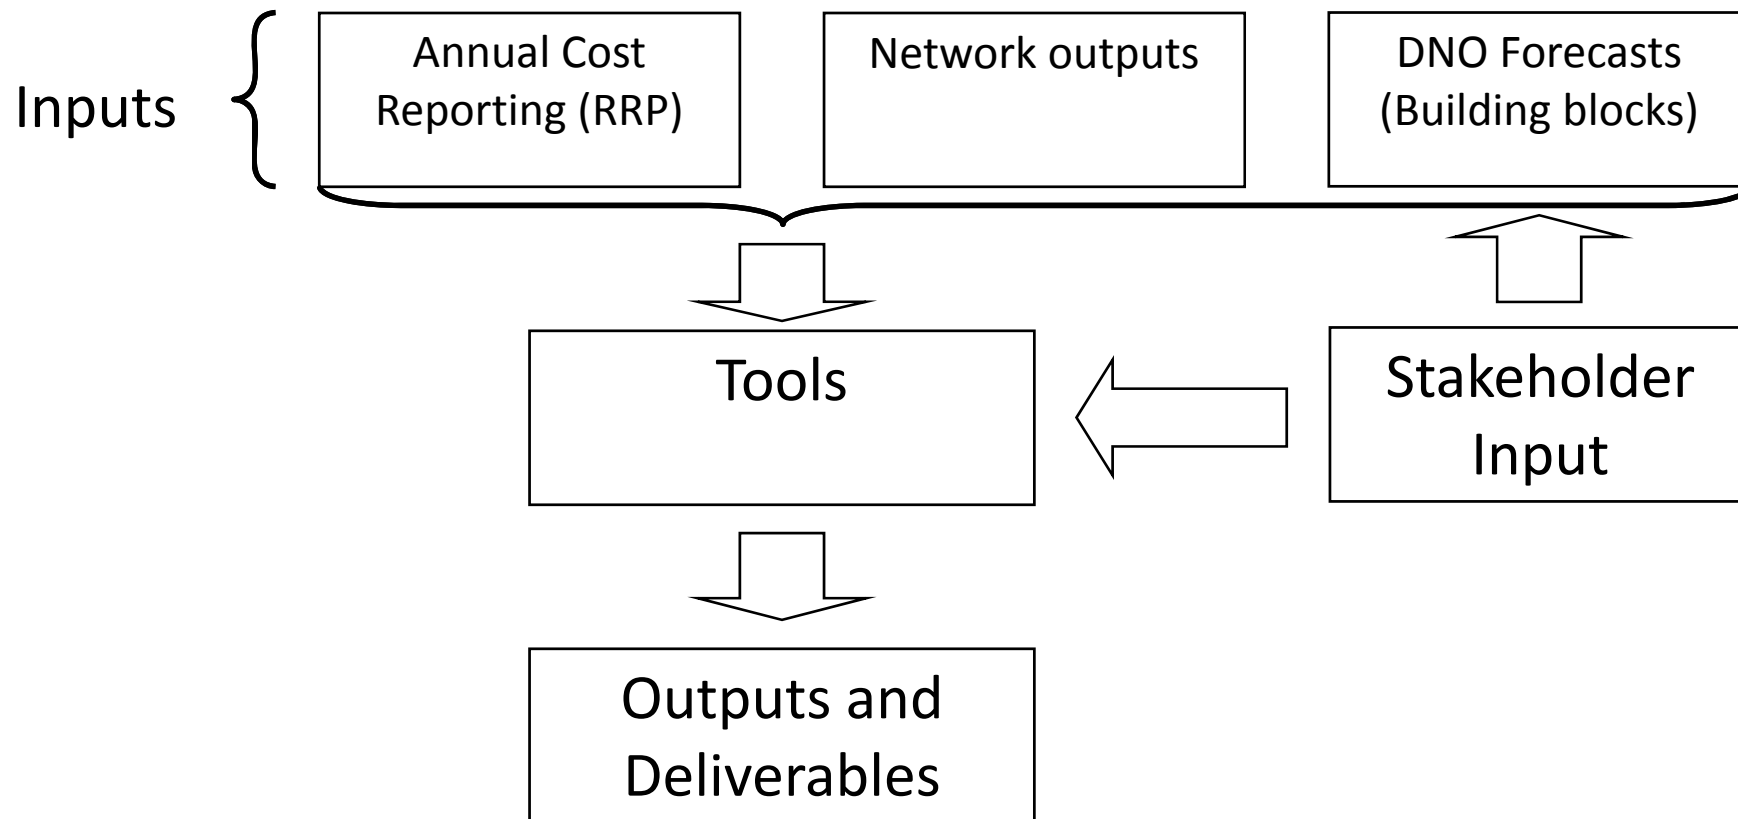 Inputs
Annual Cost
Reporting (RRP)
Network outputs
DNO Forecasts
(Building blocks)
Tools
Stakeholder
Input
Outputs and
Deliverables